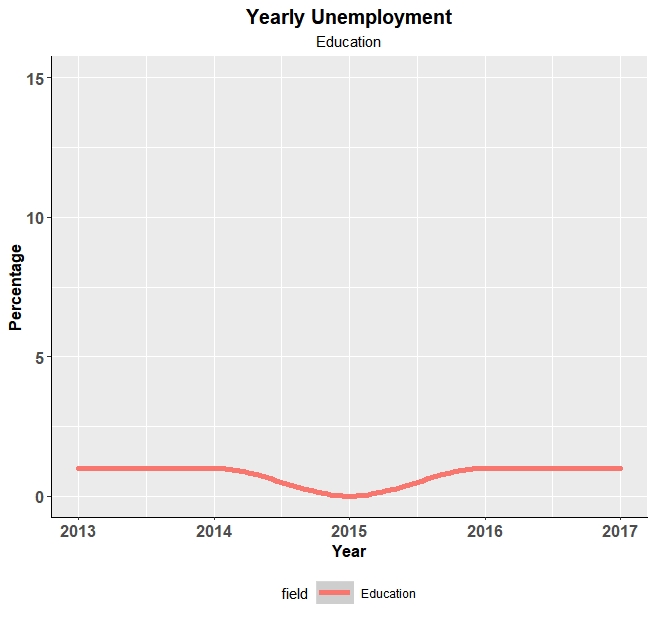 Yearly Unemployment
Education
Percentage
15
10
5
0
2013 2014 2015 2016 2017
Year
field Education